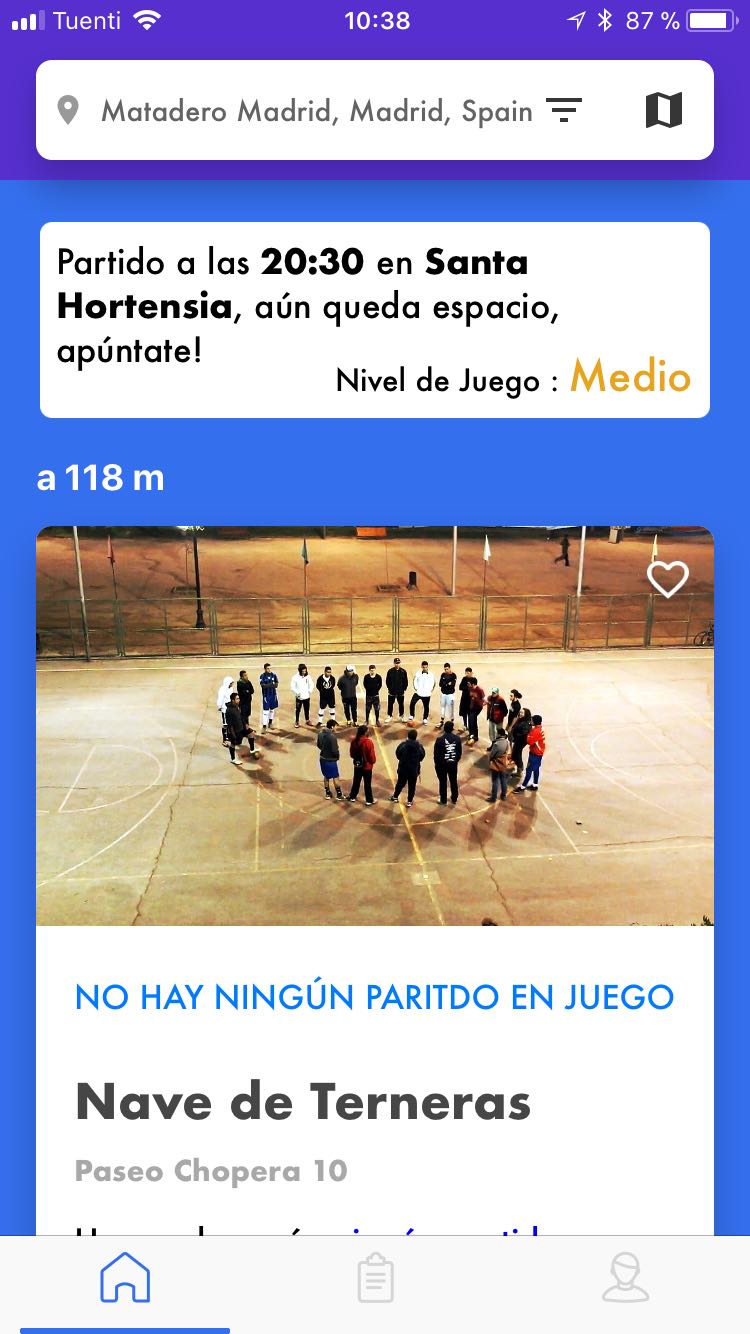 Tuenti 10:38 87 %
Matadero Madrid, Madrid, Spain
Partido a las 20:30 en Santa
Hortensia, aún queda espacio,
apúntate!
Nivel de Juego : Medio
a 118 m
NO HAY NINGÚN PARITDO EN JUEGO
Nave de Terneras
Paseo Chopera 10